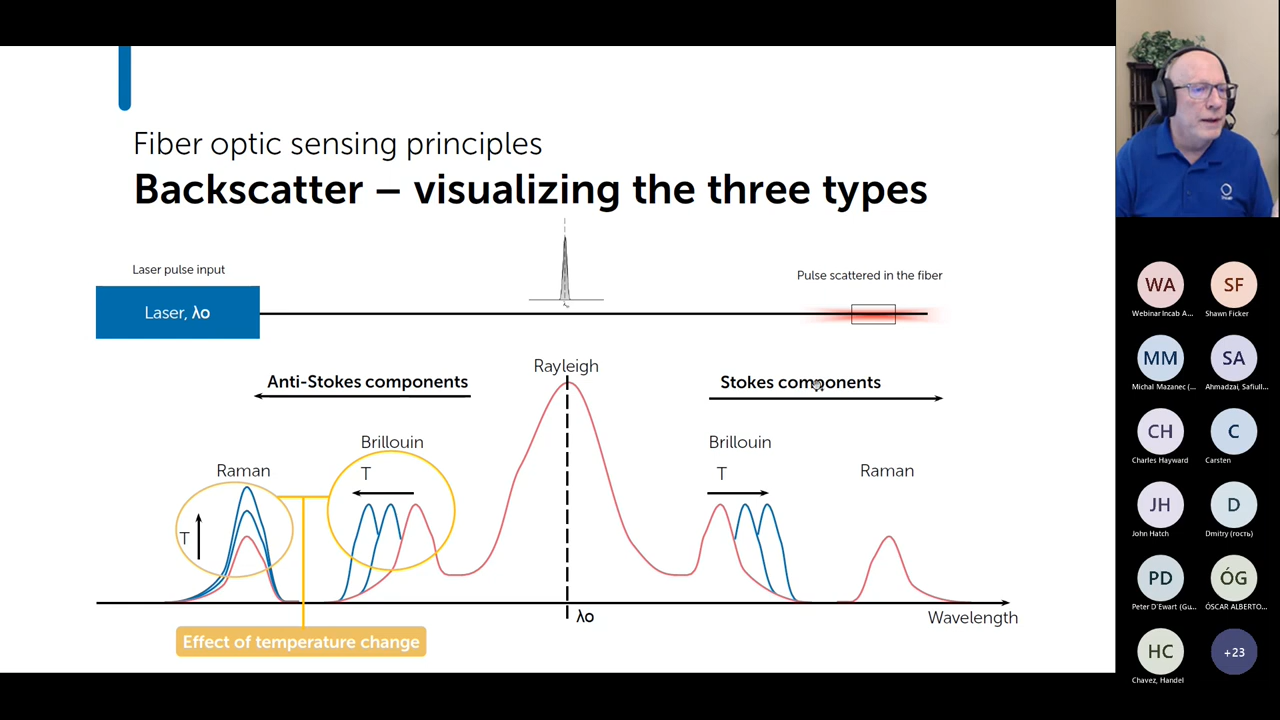 Fiber optic sensing principles
Backscatter – visualizing the three types
Laser pulse input
Laser, λo
Pulse scattered in the fiber
Anti-Stokes components
Rayleigh
Stokes components
Brillouin
Brillouin
Raman
T
T
Raman
T
λo
Wavelength
Effect of temperature change
WA
SF
Webinar Incab A...
Shawn Ficker
MM
SA
Michal Mazanec (...
Ahmadzai, Safiull...
CH
C
Charles Hayward
Carsten
JH
D
John Hatch
Dmitry (гость)
PD
ÓG
Peter D'Ewart (Gu...
ÓSCAR ALBERTO...
HC
+23
Chavez, Handel